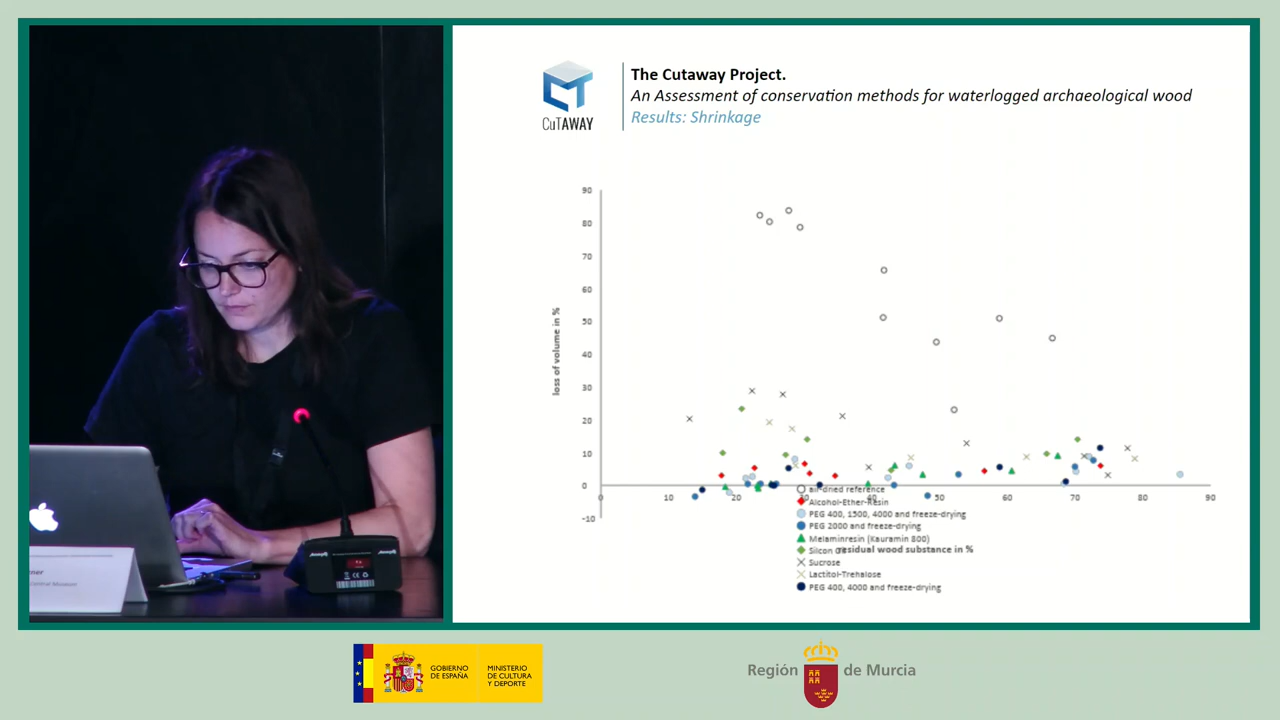 The Cutaway Project.
An Assessment of conservation methods for waterlogged archaeological wood
Results: Shrinkage
CuTAWAY
90
80
70
60
50
40
30
20
10
0
-10
loss of volume in %
0
10
20
30
40
50
60
70
80
90
air-dried reference
Alcohol-Ether-Resin
PEG 400, 1500, 4000 and freeze-drying
PEG 2000 and freeze-drying
Melaminresin (Kauramin 800)
Silicon
residual wood substance in %
Sucrose
Lactitol-Trehalose
PEG 400, 4000 and freeze-drying
ner
Central Museum
GOBIERNO
DE ESPAÑA
MINISTERIO
DE CULTURA
Y DEPORTE
Región de Murcia